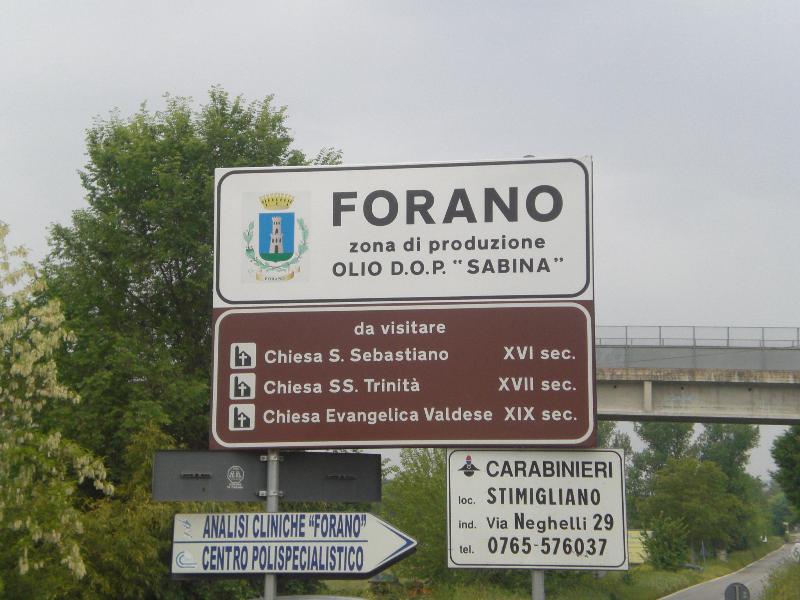 FORANO
zona di produzione
OLIO D.O.P. "SABINA"
FORANO
da visitare
Chiesa S. Sebastiano XVI sec.
Chiesa SS. Trinità XVII sec.
Chiesa Evangelica Valdese XIX sec.
CARABINIERI
loc. STIMIGLIANO
ind. Via Neghelli 29
tel. 0765-576037
ANALISI CLINICHE "FORANO"
CENTRO POLISPECIALISTICO